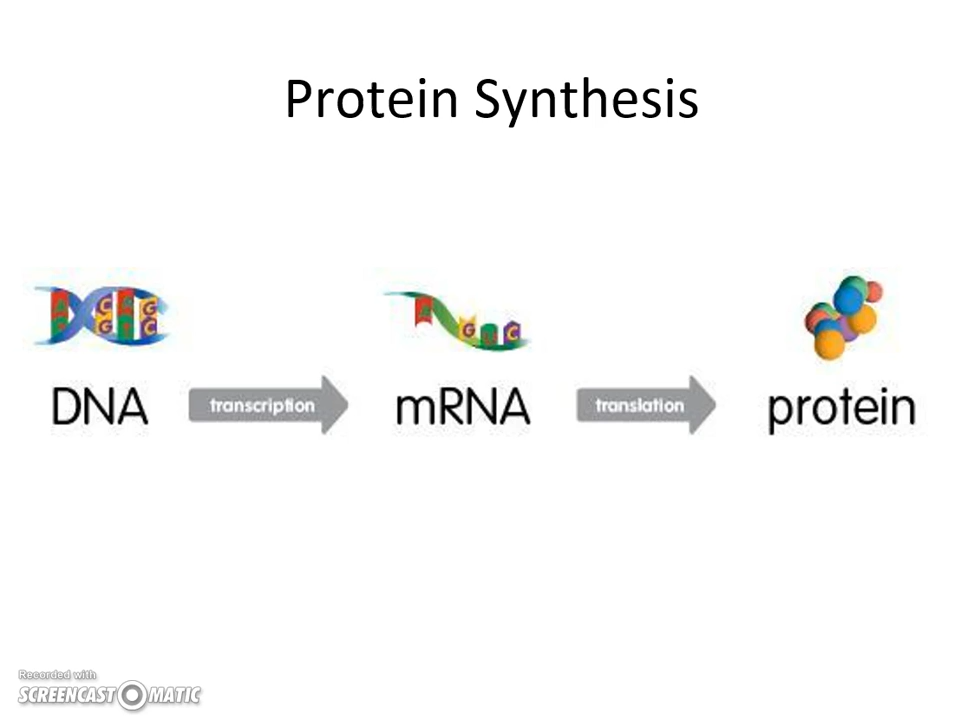 Protein Synthesis
DNA transcription mRNA translation protein
Recorded with
SCREENCAST-O-MATIC